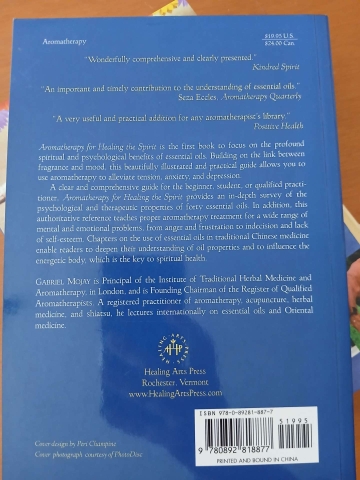 Aromatherapy
$19.95 U.S.
$24.00 Can.
"Wonderfully comprehensive and clearly presented."
Kindred Spirit
"An important and timely contribution to the understanding of essential oils."
Sena Eccles, Aromatherapy Quarterly
"A very useful and practical addition for any aromatherapist's library."
Positive Health
Aromatherapy for Healing the Spirit is the first book to focus on the profound
spiritual and psychological benefits of essential oils. Building on the link between
fragrance and mood, this beautifully illustrated and practical guide allows you to
use aromatherapy to alleviate tension, anxiety, and depression.
A clear and comprehensive guide for the beginner, student, or qualified practi-
tioner, Aromatherapy for Healing the Spirit provides an in-depth survey of the
psychological and therapeutic properties of forty essential oils. In addition, this
authoritative reference teaches proper aromatherapy treatment for a wide range of
mental and emotional problems, from anger and frustration to indecision and lack
of self-esteem. Chapters on the use of essential oils in traditional Chinese medicine
enable readers to deepen their understanding of oil properties and to influence the
energetic body, which is the key to spiritual health.
GABRIEL MOJAY is Principal of the Institute of Traditional Herbal Medicine and
Aromatherapy, in London, and is Founding Chairman of the Register of Qualified
Aromatherapists. A registered practitioner of aromatherapy, acupuncture, herbal
medicine, and shiatsu, he lectures internationally on essential oils and Oriental
medicine.
HEALING ARTS PRESS
Healing Arts Press
Rochester, Vermont
www.HealingArtsPress.com
ISBN 978-0-89281-887-7
51995
9 780892 818877
PRINTED AND BOUND IN CHINA
Cover design by Peri Champine
Cover photograph courtesy of PhotoDisc